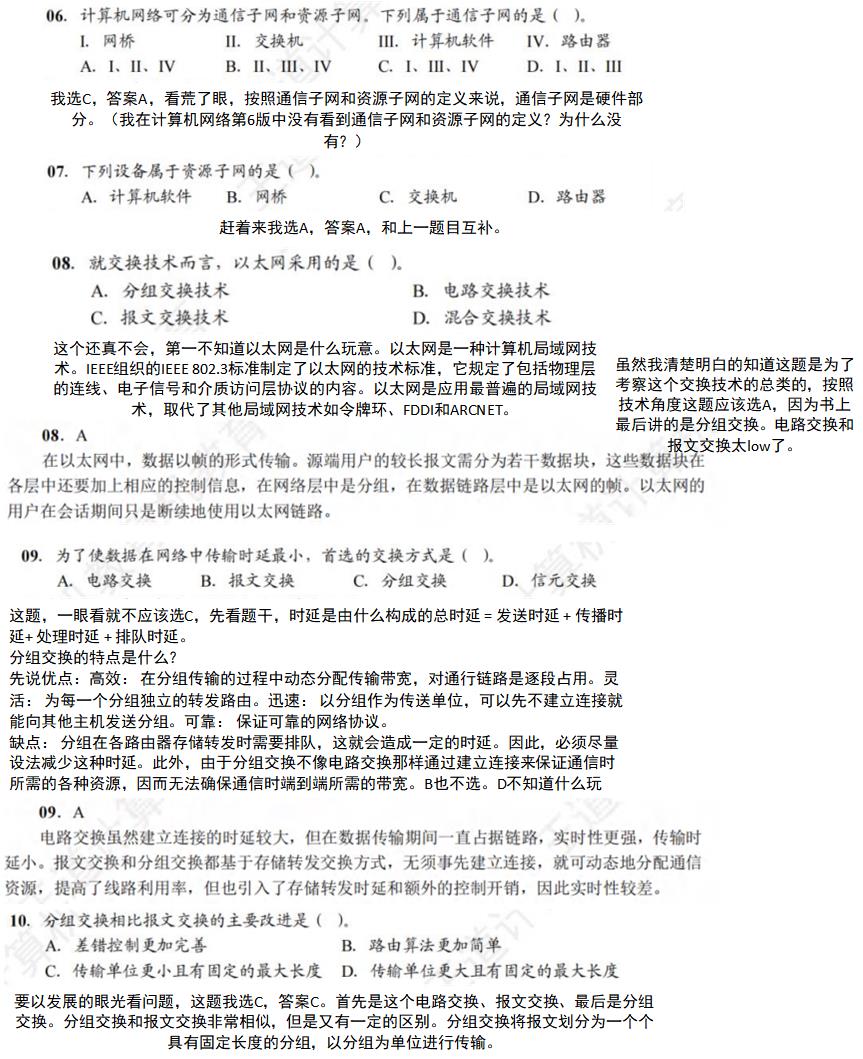 06. 计算机网络可分为通信子网和资源子网。下列属于通信子网的是（ ）。
I. 网桥 II. 交换机 III. 计算机软件 IV. 路由器
A. I、II、IV B. II、III、IV C. I、III、IV D. I、II、III
我选C，答案A，看荒了眼，按照通信子网和资源子网的定义来说，通信子网是硬件部
分。（我在计算机网络第6版中没有看到通信子网和资源子网的定义？为什么没
有？）
07. 下列设备属于资源子网的是（ ）。
A. 计算机软件 B. 网桥 C. 交换机 D. 路由器
赶着来我选A，答案A，和上一题目互补。
08. 就交换技术而言，以太网采用的是（ ）。
A. 分组交换技术 B. 电路交换技术
C. 报文交换技术 D. 混合交换技术
这个还真不会，第一不知道以太网是什么玩意。以太网是一种计算机局域网技
术。IEEE组织的IEEE 802.3标准制定了以太网的技术标准，它规定了包括物理层
的连线、电子信号和介质访问层协议的内容。以太网是应用最普遍的局域网技
术，取代了其他局域网技术如令牌环、FDDI和ARCNET。
虽然我清楚明白的知道这题是为了
考察这个交换技术的总类的，按照
技术角度这题应该选A，因为书上
最后讲的是分组交换。电路交换和
报文交换太low了。
08. A
在以太网中，数据以帧的形式传输。源端用户的较长报文需分为若干数据块，这些数据块在
各层中还要加上相应的控制信息，在网络层中是分组，在数据链路层中是以太网的帧。以太网的
用户在会话期间只是断续地使用以太网链路。
09. 为了使数据在网络中传输时延最小，首选的交换方式是（ ）。
A. 电路交换 B. 报文交换 C. 分组交换 D. 信元交换
这题，一眼看就不应该选C，先看题干，时延是由什么构成的总时延 = 发送时延 + 传播时
延+ 处理时延 + 排队时延。
分组交换的特点是什么？
先说优点：高效： 在分组传输的过程中动态分配传输带宽，对通行链路是逐段占用。灵
活： 为每一个分组独立的转发路由。迅速： 以分组作为传送单位，可以先不建立连接就
能向其他主机发送分组。可靠： 保证可靠的网络协议。
缺点： 分组在各路由器存储转发时需要排队，这就会造成一定的时延。因此，必须尽量
设法减少这种时延。此外，由于分组交换不像电路交换那样通过建立连接来保证通信时
所需的各种资源，因而无法确保通信时端到端所需的带宽。B也不选。D不知道什么玩
09. A
电路交换虽然建立连接的时延较大，但在数据传输期间一直占据链路，实时性更强，传输时
延小。报文交换和分组交换都基于存储转发交换方式，无须事先建立连接，就可动态地分配通信
资源，提高了线路利用率，但也引入了存储转发时延和额外的控制开销，因此实时性较差。
10. 分组交换相比报文交换的主要改进是（ ）。
A. 差错控制更加完善 B. 路由算法更加简单
C. 传输单位更小且有固定的最大长度 D. 传输单位更大且有固定的最大长度
要以发展的眼光看问题，这题我选C，答案C。首先是这个电路交换、报文交换、最后是分组
交换。分组交换和报文交换非常相似，但是又有一定的区别。分组交换将报文划分为一个个
具有固定长度的分组，以分组为单位进行传输。